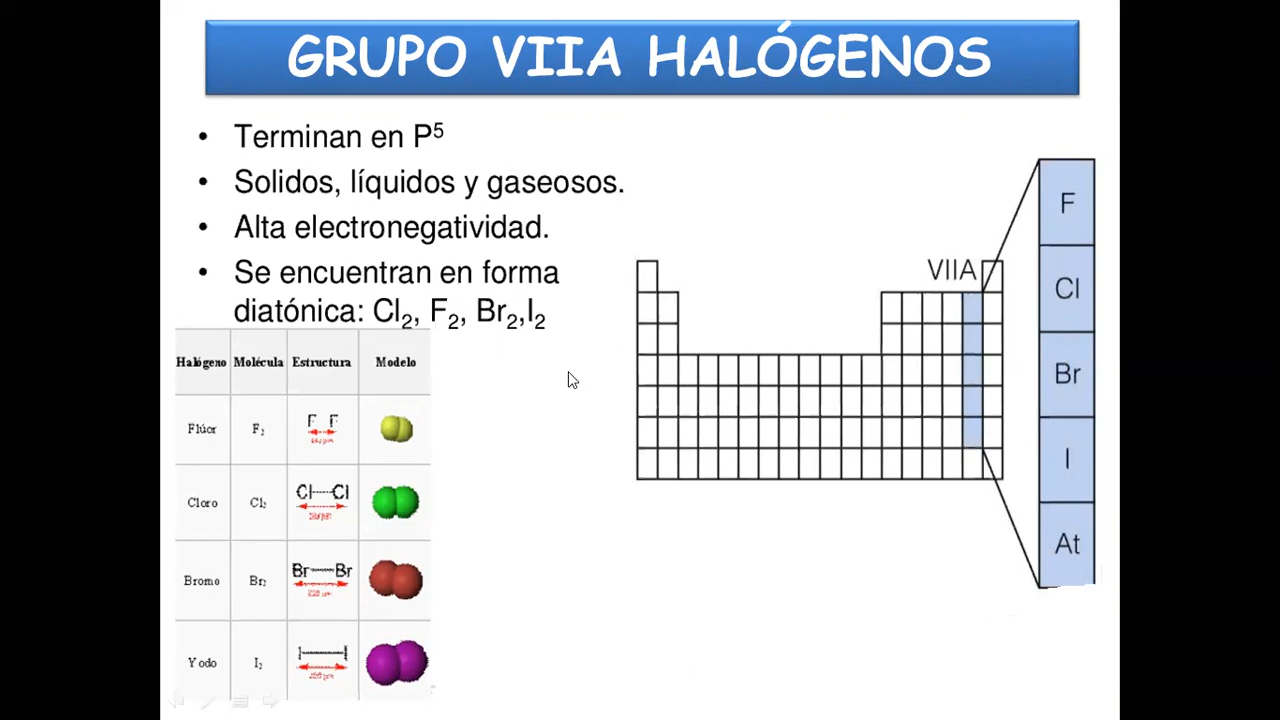 GRUPO VIIA HALÓGENOS
• Terminan en P⁵
• Solidos, líquidos y gaseosos.
• Alta electronegatividad.
• Se encuentran en forma
diatónica: Cl₂, F₂, Br₂,I₂
Halógeno Molécula Estructura Modelo
Flúor F₂ F F
Cloro Cl₂ Cl Cl
Bromo Br₂ Br Br
Yodo I₂ I I
VIIA
F
Cl
Br
I
At